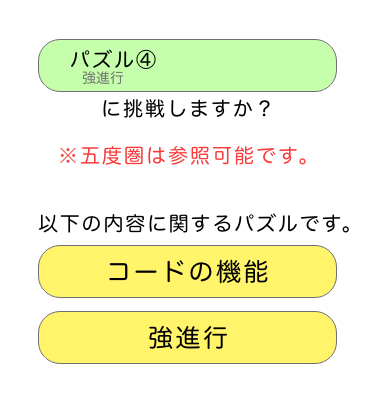 パズル④
強進行
に挑戦しますか？
※五度圏は参照可能です。
以下の内容に関するパズルです。
コードの機能
強進行